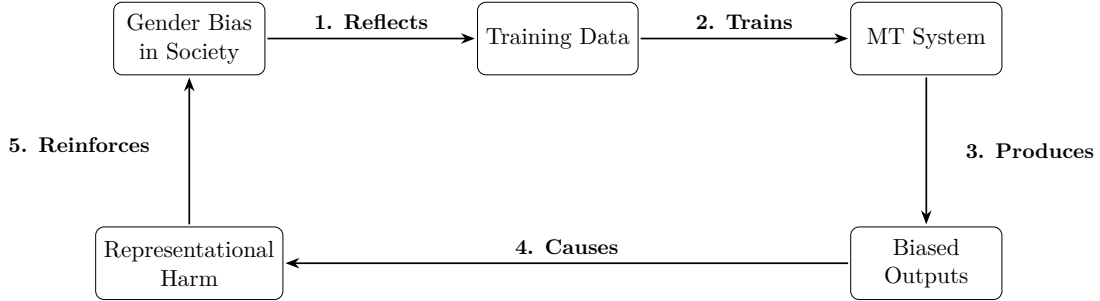 Gender Bias
in Society
1. Reflects
Training Data
2. Trains
MT System
3. Produces
Biased
Outputs
4. Causes
Representational
Harm
5. Reinforces